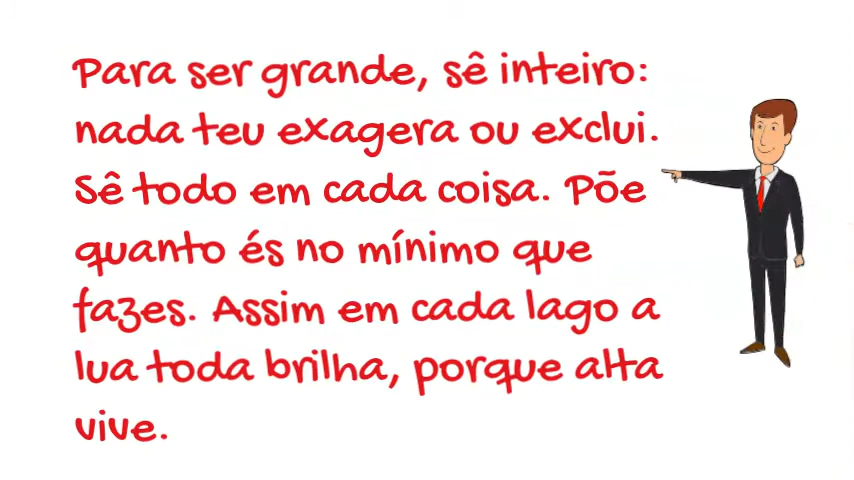 Para ser grande, sê inteiro:
nada teu exagera ou exclui.
Sê todo em cada coisa. Põe
quanto és no mínimo que
fazes. Assim em cada lago a
lua toda brilha, porque alta
vive.